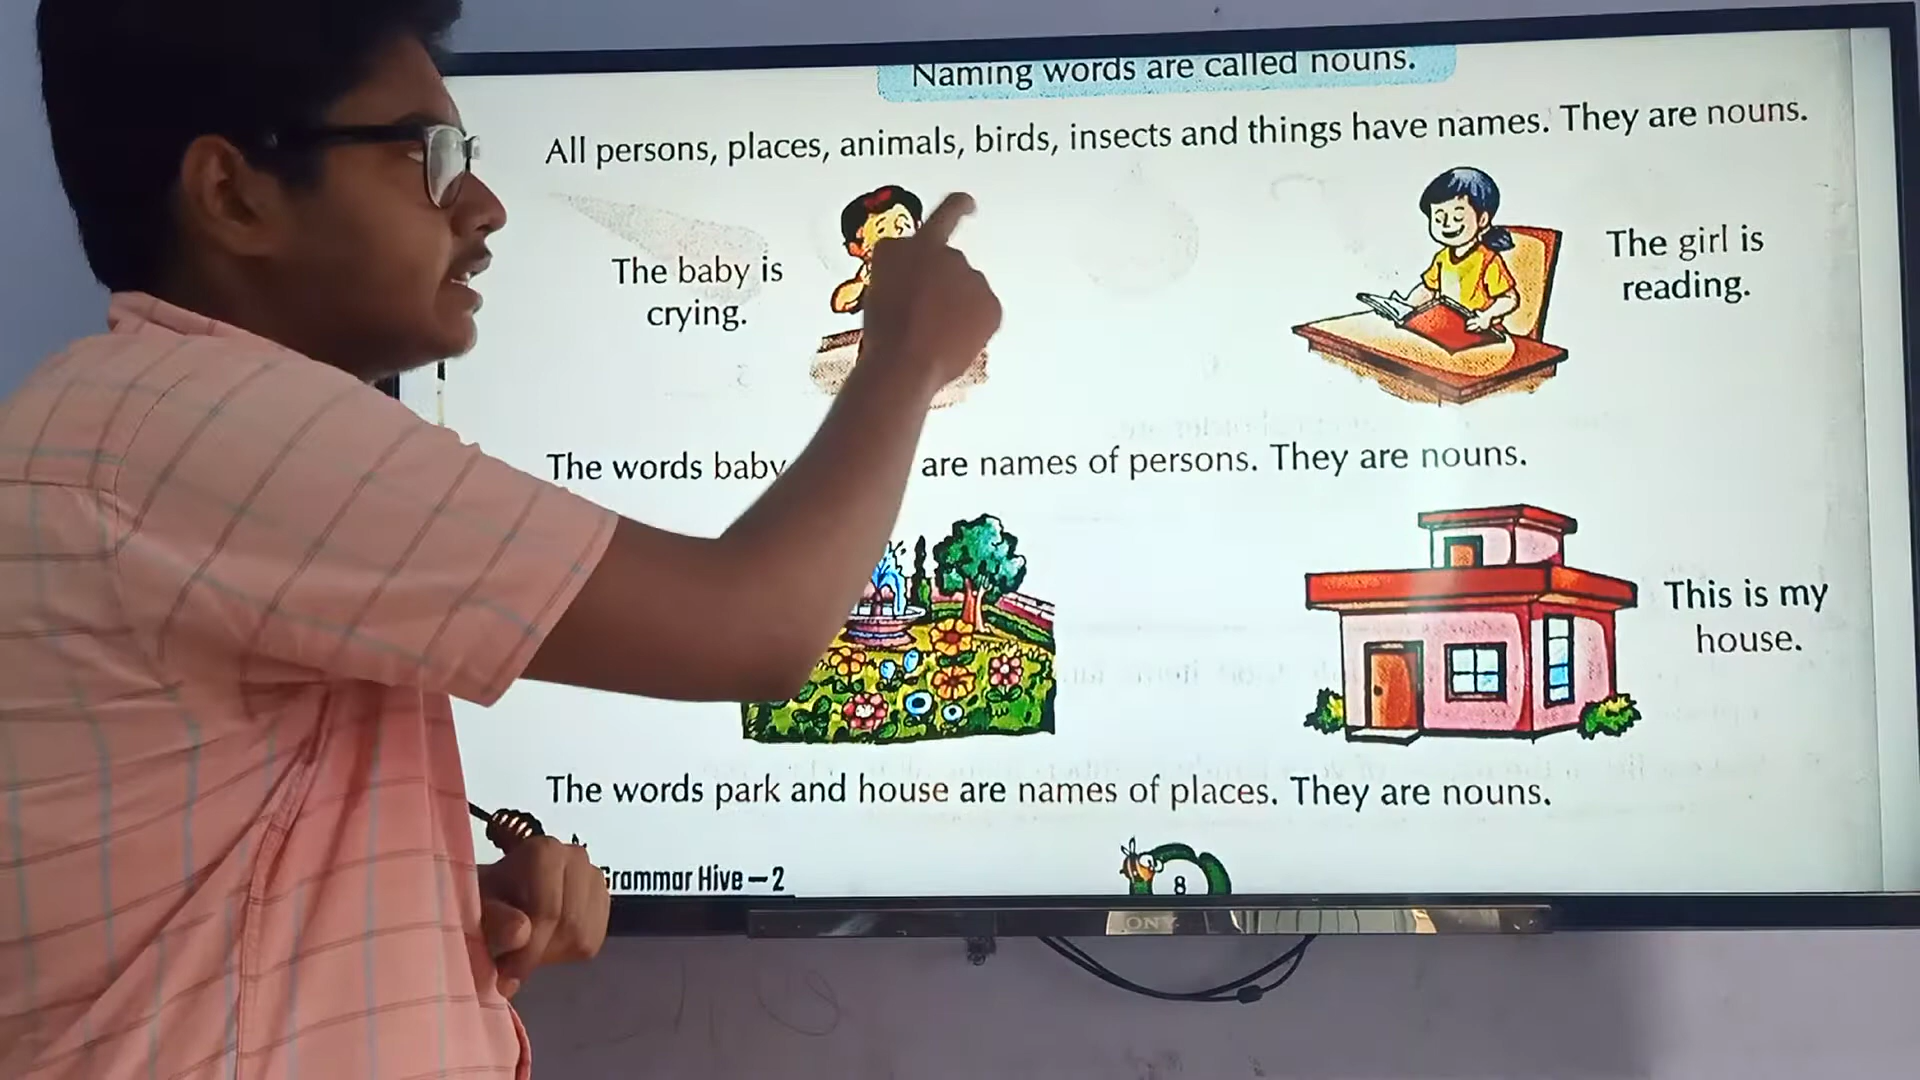 Naming words are called nouns.
All persons, places, animals, birds, insects and things have names. They are nouns.
The baby is
crying.
The girl is
reading.
The words baby are names of persons. They are nouns.
This is my
house.
The words park and house are names of places. They are nouns.
Grammar Hive – 2
8